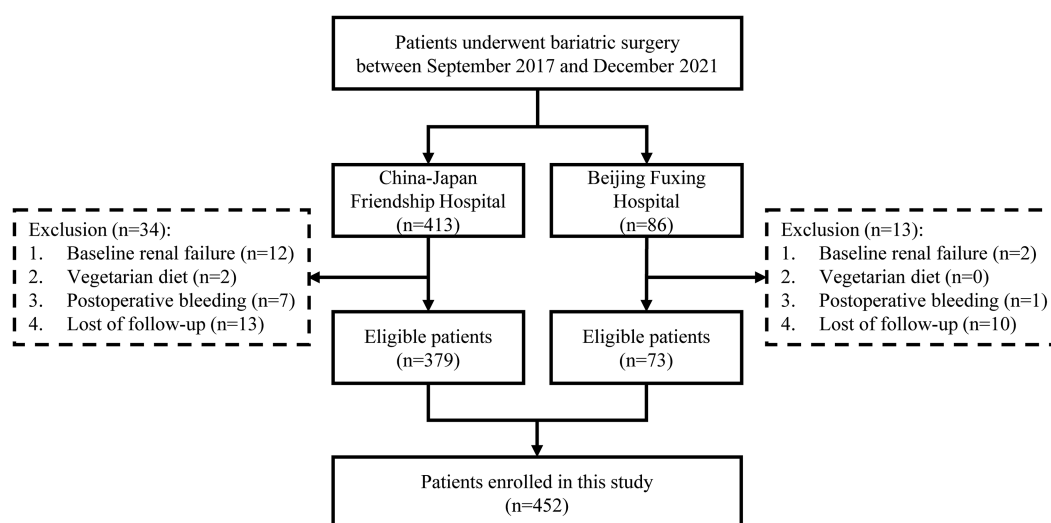 Patients underwent bariatric surgery
between September 2017 and December 2021
China-Japan
Friendship Hospital
(n=413)
Beijing Fuxing
Hospital
(n=86)
Exclusion (n=34):
1. Baseline renal failure (n=12)
2. Vegetarian diet (n=2)
3. Postoperative bleeding (n=7)
4. Lost of follow-up (n=13)
Exclusion (n=13):
1. Baseline renal failure (n=2)
2. Vegetarian diet (n=0)
3. Postoperative bleeding (n=1)
4. Lost of follow-up (n=10)
Eligible patients
(n=379)
Eligible patients
(n=73)
Patients enrolled in this study
(n=452)